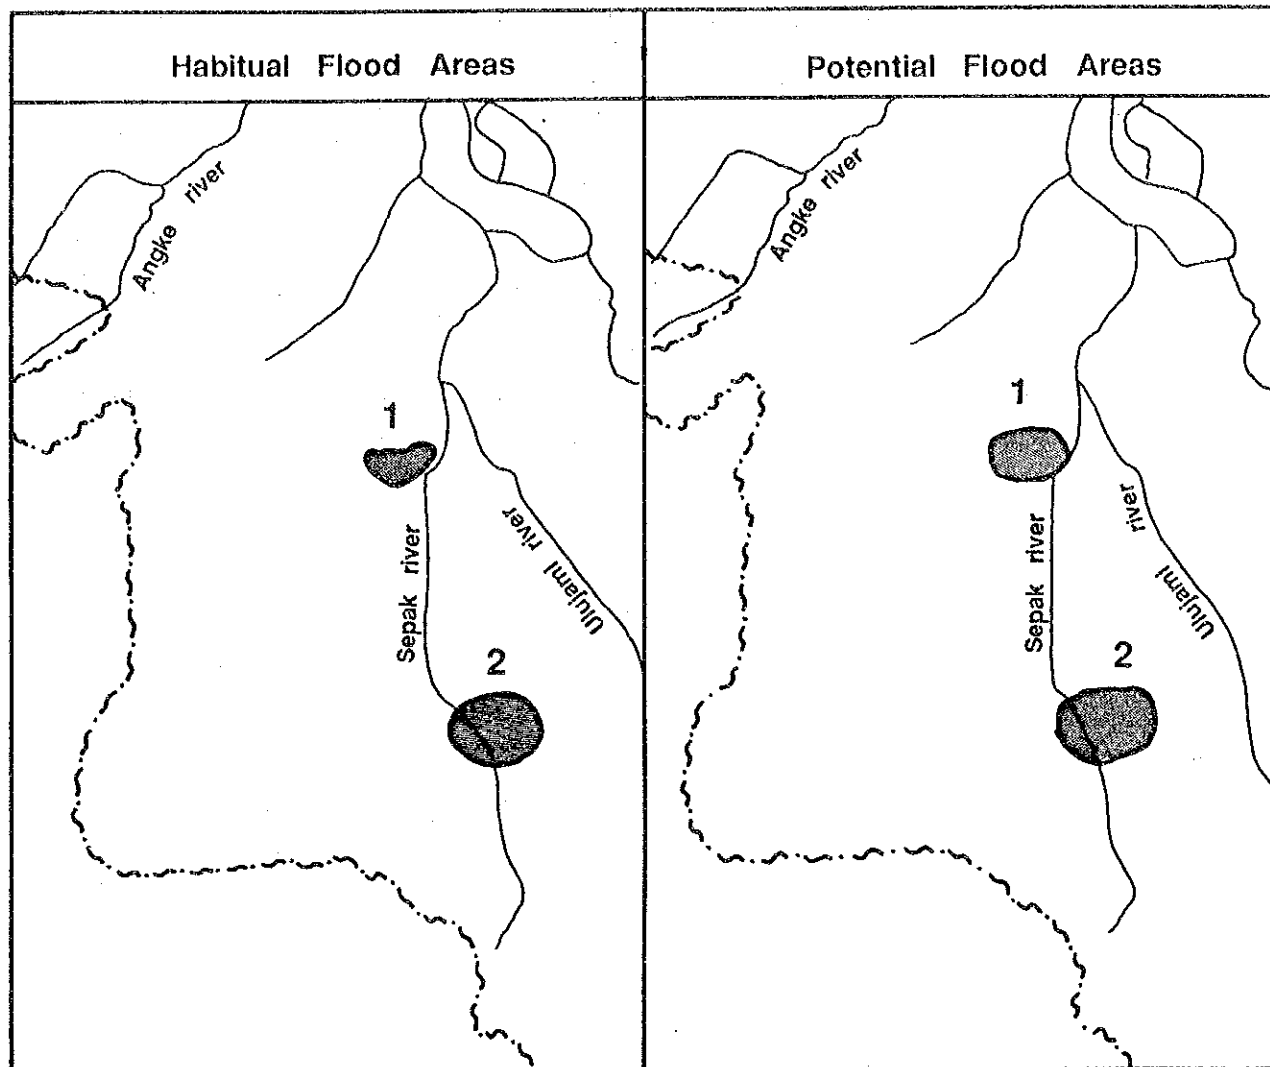 Habitual Flood Areas
Angke river
1
Sepak river
Ulujami river
2
Potential Flood Areas
Angke river
1
Sepak river
Ulujami river
2